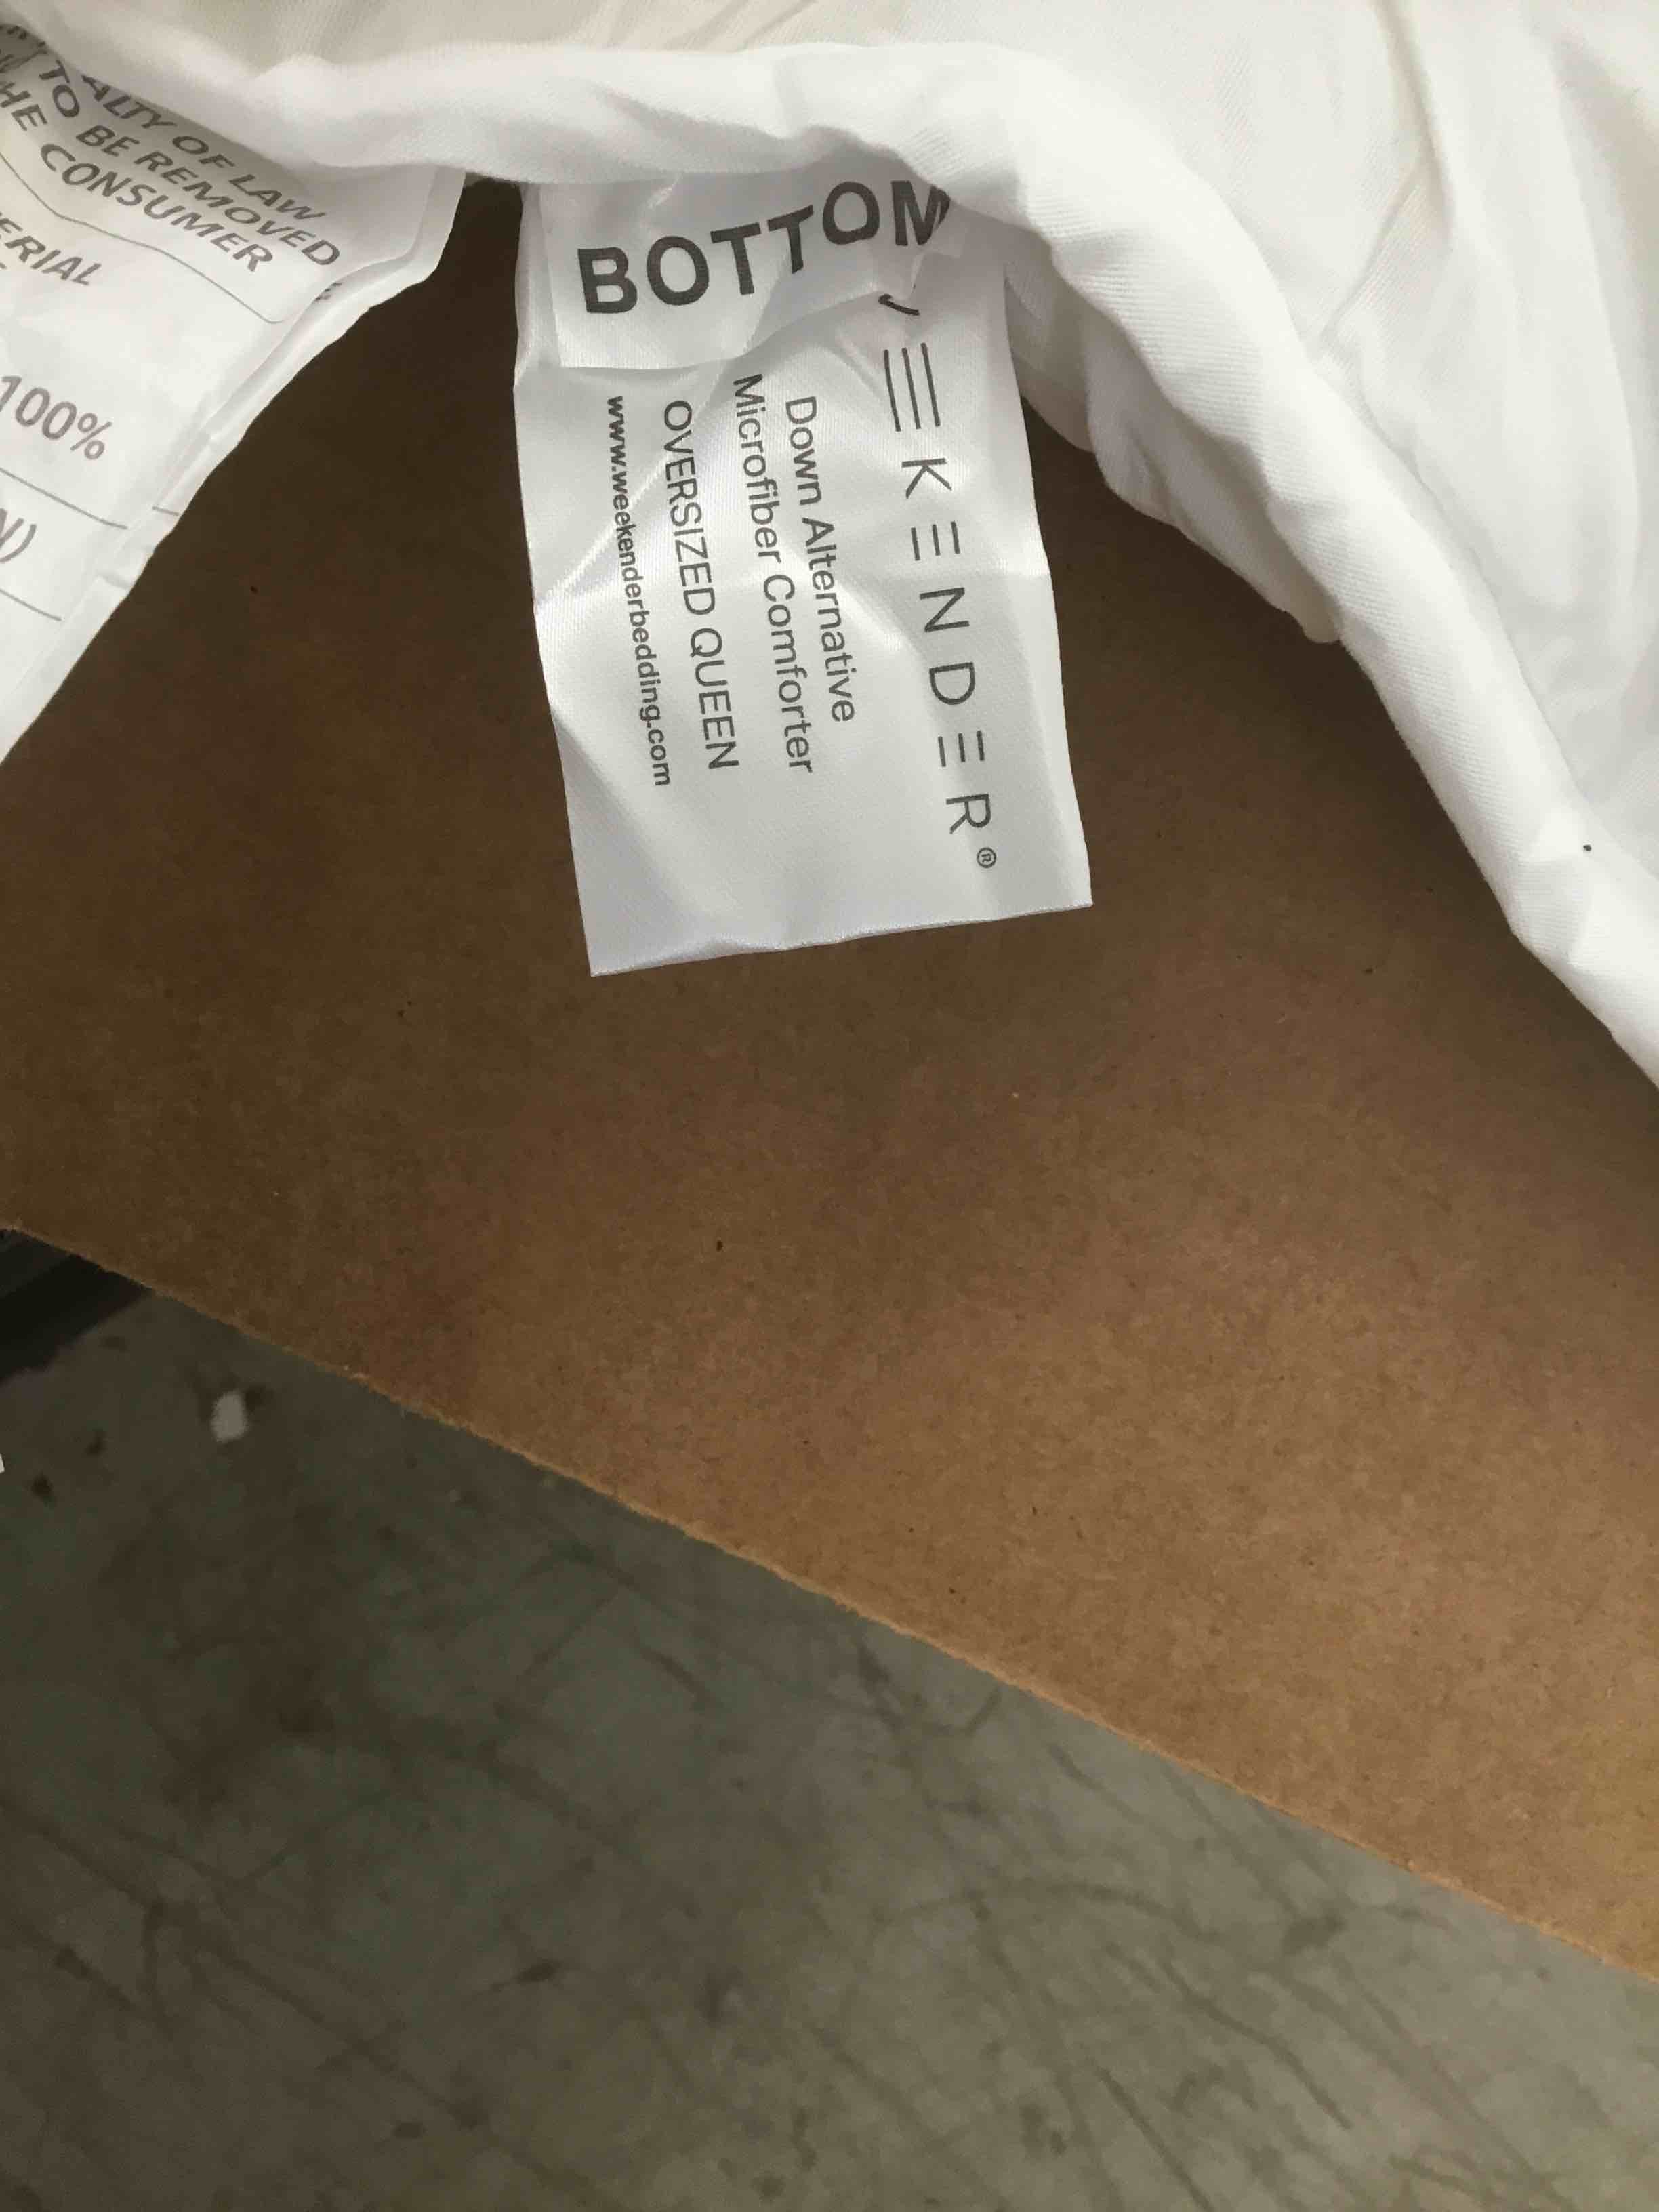 ALTY OF LAW
TO BE REMOVED
HE CONSUMER
ERIAL
100%
N)
BOTTOM
EKENDER®
Down Alternative
Microfiber Comforter
OVERSIZED QUEEN
www.weekenderbedding.com